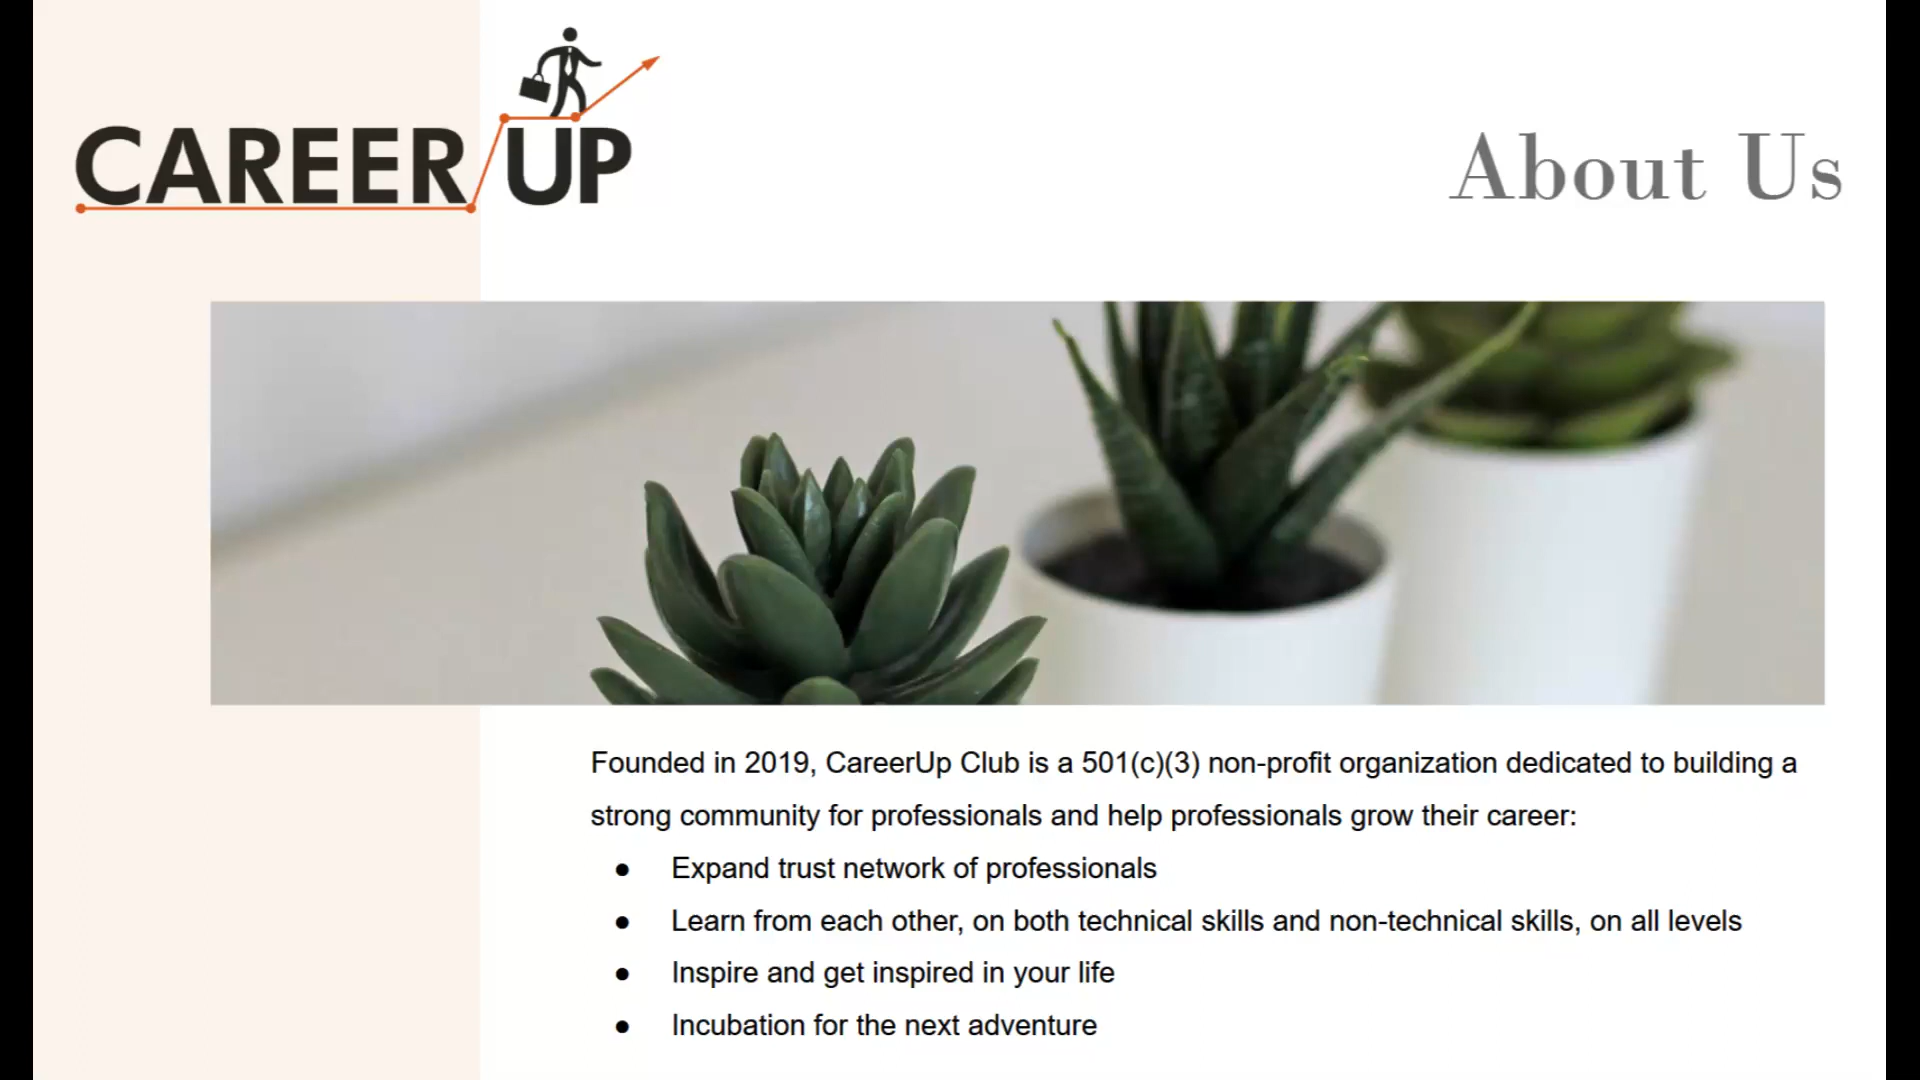 CAREER UP
About Us
Founded in 2019, CareerUp Club is a 501(c)(3) non-profit organization dedicated to building a
strong community for professionals and help professionals grow their career:
● Expand trust network of professionals
● Learn from each other, on both technical skills and non-technical skills, on all levels
● Inspire and get inspired in your life
● Incubation for the next adventure